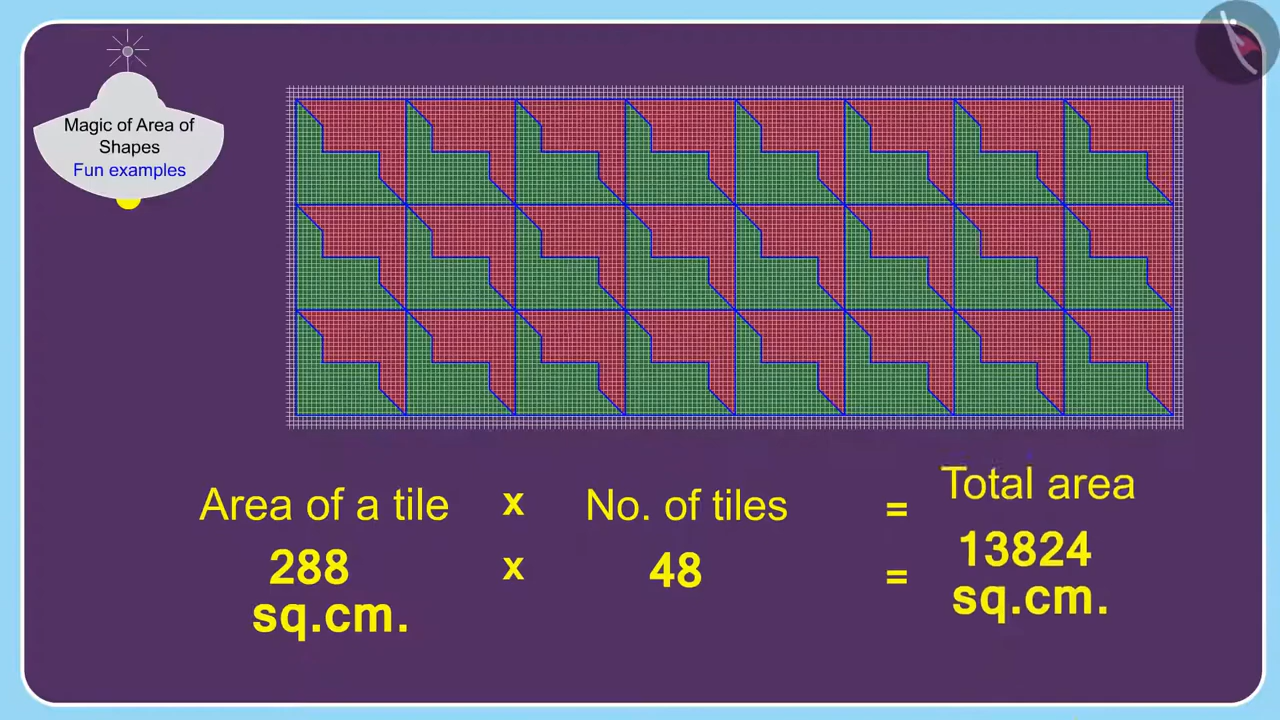 Magic of Area of
Shapes
Fun examples
Area of a tile x No. of tiles = Total area
288 x 48 = 13824
sq.cm. sq.cm.